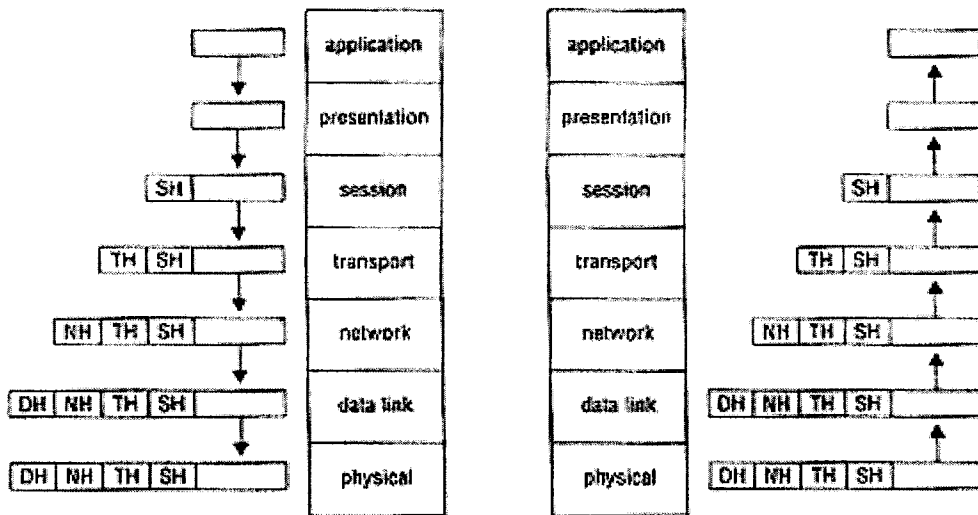 application application
presentation presentation
SH session session SH
TH SH transport transport TH SH
NH TH SH network network NH TH SH
DH NH TH SH data link data link DH NH TH SH
DH NH TH SH physical physical DH NH TH SH